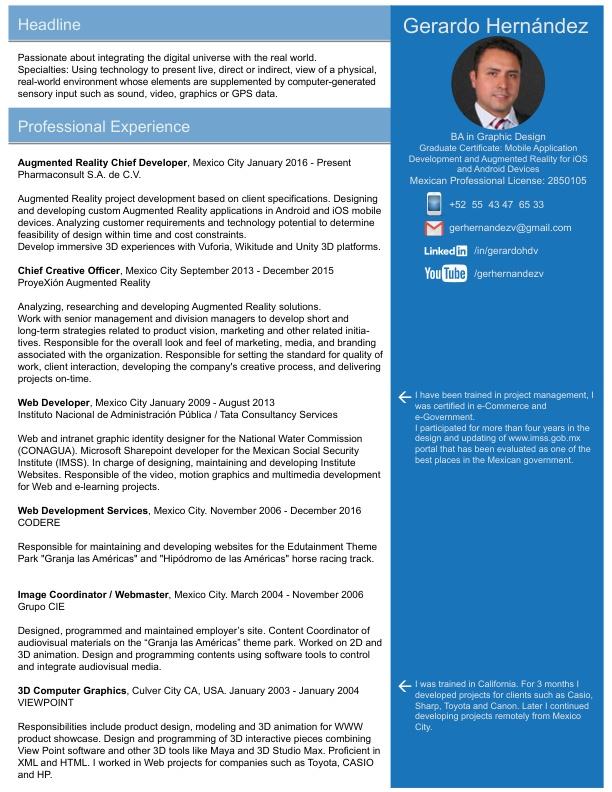 Headline
Passionate about integrating the digital universe with the real world.
Specialties: Using technology to present live, direct or indirect, view of a physical,
real-world environment whose elements are supplemented by computer-generated
sensory input such as sound, video, graphics or GPS data.
Professional Experience
Augmented Reality Chief Developer, Mexico City January 2016 - Present
Pharmaconsult S.A. de C.V.
Augmented Reality project development based on client specifications. Designing
and developing custom Augmented Reality applications in Android and iOS mobile
devices. Analyzing customer requirements and technology potential to determine
feasibility of design within time and cost constraints.
Develop immersive 3D experiences with Vuforia, Wikitude and Unity 3D platforms.
Chief Creative Officer, Mexico City September 2013 - December 2015
ProyeXión Augmented Reality
Analyzing, researching and developing Augmented Reality solutions.
Work with senior management and division managers to develop short and
long-term strategies related to product vision, marketing and other related initia-
tives. Responsible for the overall look and feel of marketing, media, and branding
associated with the organization. Responsible for setting the standard for quality of
work, client interaction, developing the company's creative process, and delivering
projects on-time.
Web Developer, Mexico City January 2009 - August 2013
Instituto Nacional de Administración Pública / Tata Consultancy Services
Web and intranet graphic identity designer for the National Water Commission
(CONAGUA). Microsoft Sharepoint developer for the Mexican Social Security
Institute (IMSS). In charge of designing, maintaining and developing Institute
Websites. Responsible of the video, motion graphics and multimedia development
for Web and e-learning projects.
Web Development Services, Mexico City. November 2006 - December 2016
CODERE
Responsible for maintaining and developing websites for the Edutainment Theme
Park "Granja las Américas" and "Hipódromo de las Américas" horse racing track.
Image Coordinator / Webmaster, Mexico City. March 2004 - November 2006
Grupo CIE
Designed, programmed and maintained employer's site. Content Coordinator of
audiovisual materials on the “Granja las Américas” theme park. Worked on 2D and
3D animation. Design and programming contents using software tools to control
and integrate audiovisual media.
3D Computer Graphics, Culver City CA, USA. January 2003 - January 2004
VIEWPOINT
Responsibilities include product design, modeling and 3D animation for WWW
product showcase. Design and programming of 3D interactive pieces combining
View Point software and other 3D tools like Maya and 3D Studio Max. Proficient in
XML and HTML. I worked in Web projects for companies such as Toyota, CASIO
and HP.
Gerardo Hernández
BA in Graphic Design
Graduate Certificate: Mobile Application
Development and Augmented Reality for iOS
and Android Devices
Mexican Professional License: 2850105
+52 55 43 47 65 33
gerhernandezv@gmail.com
Linked in /in/gerardohdv
YouTube /gerhernandezv
I have been trained in project management, I
was certified in e-Commerce and
e-Government.
I participated for more than four years in the
design and updating of www.imss.gob.mx
portal that has been evaluated as one of the
best places in the Mexican government.
I was trained in California. For 3 months I
developed projects for clients such as Casio,
Sharp, Toyota and Canon. Later I continued
developing projects remotely from Mexico
City.